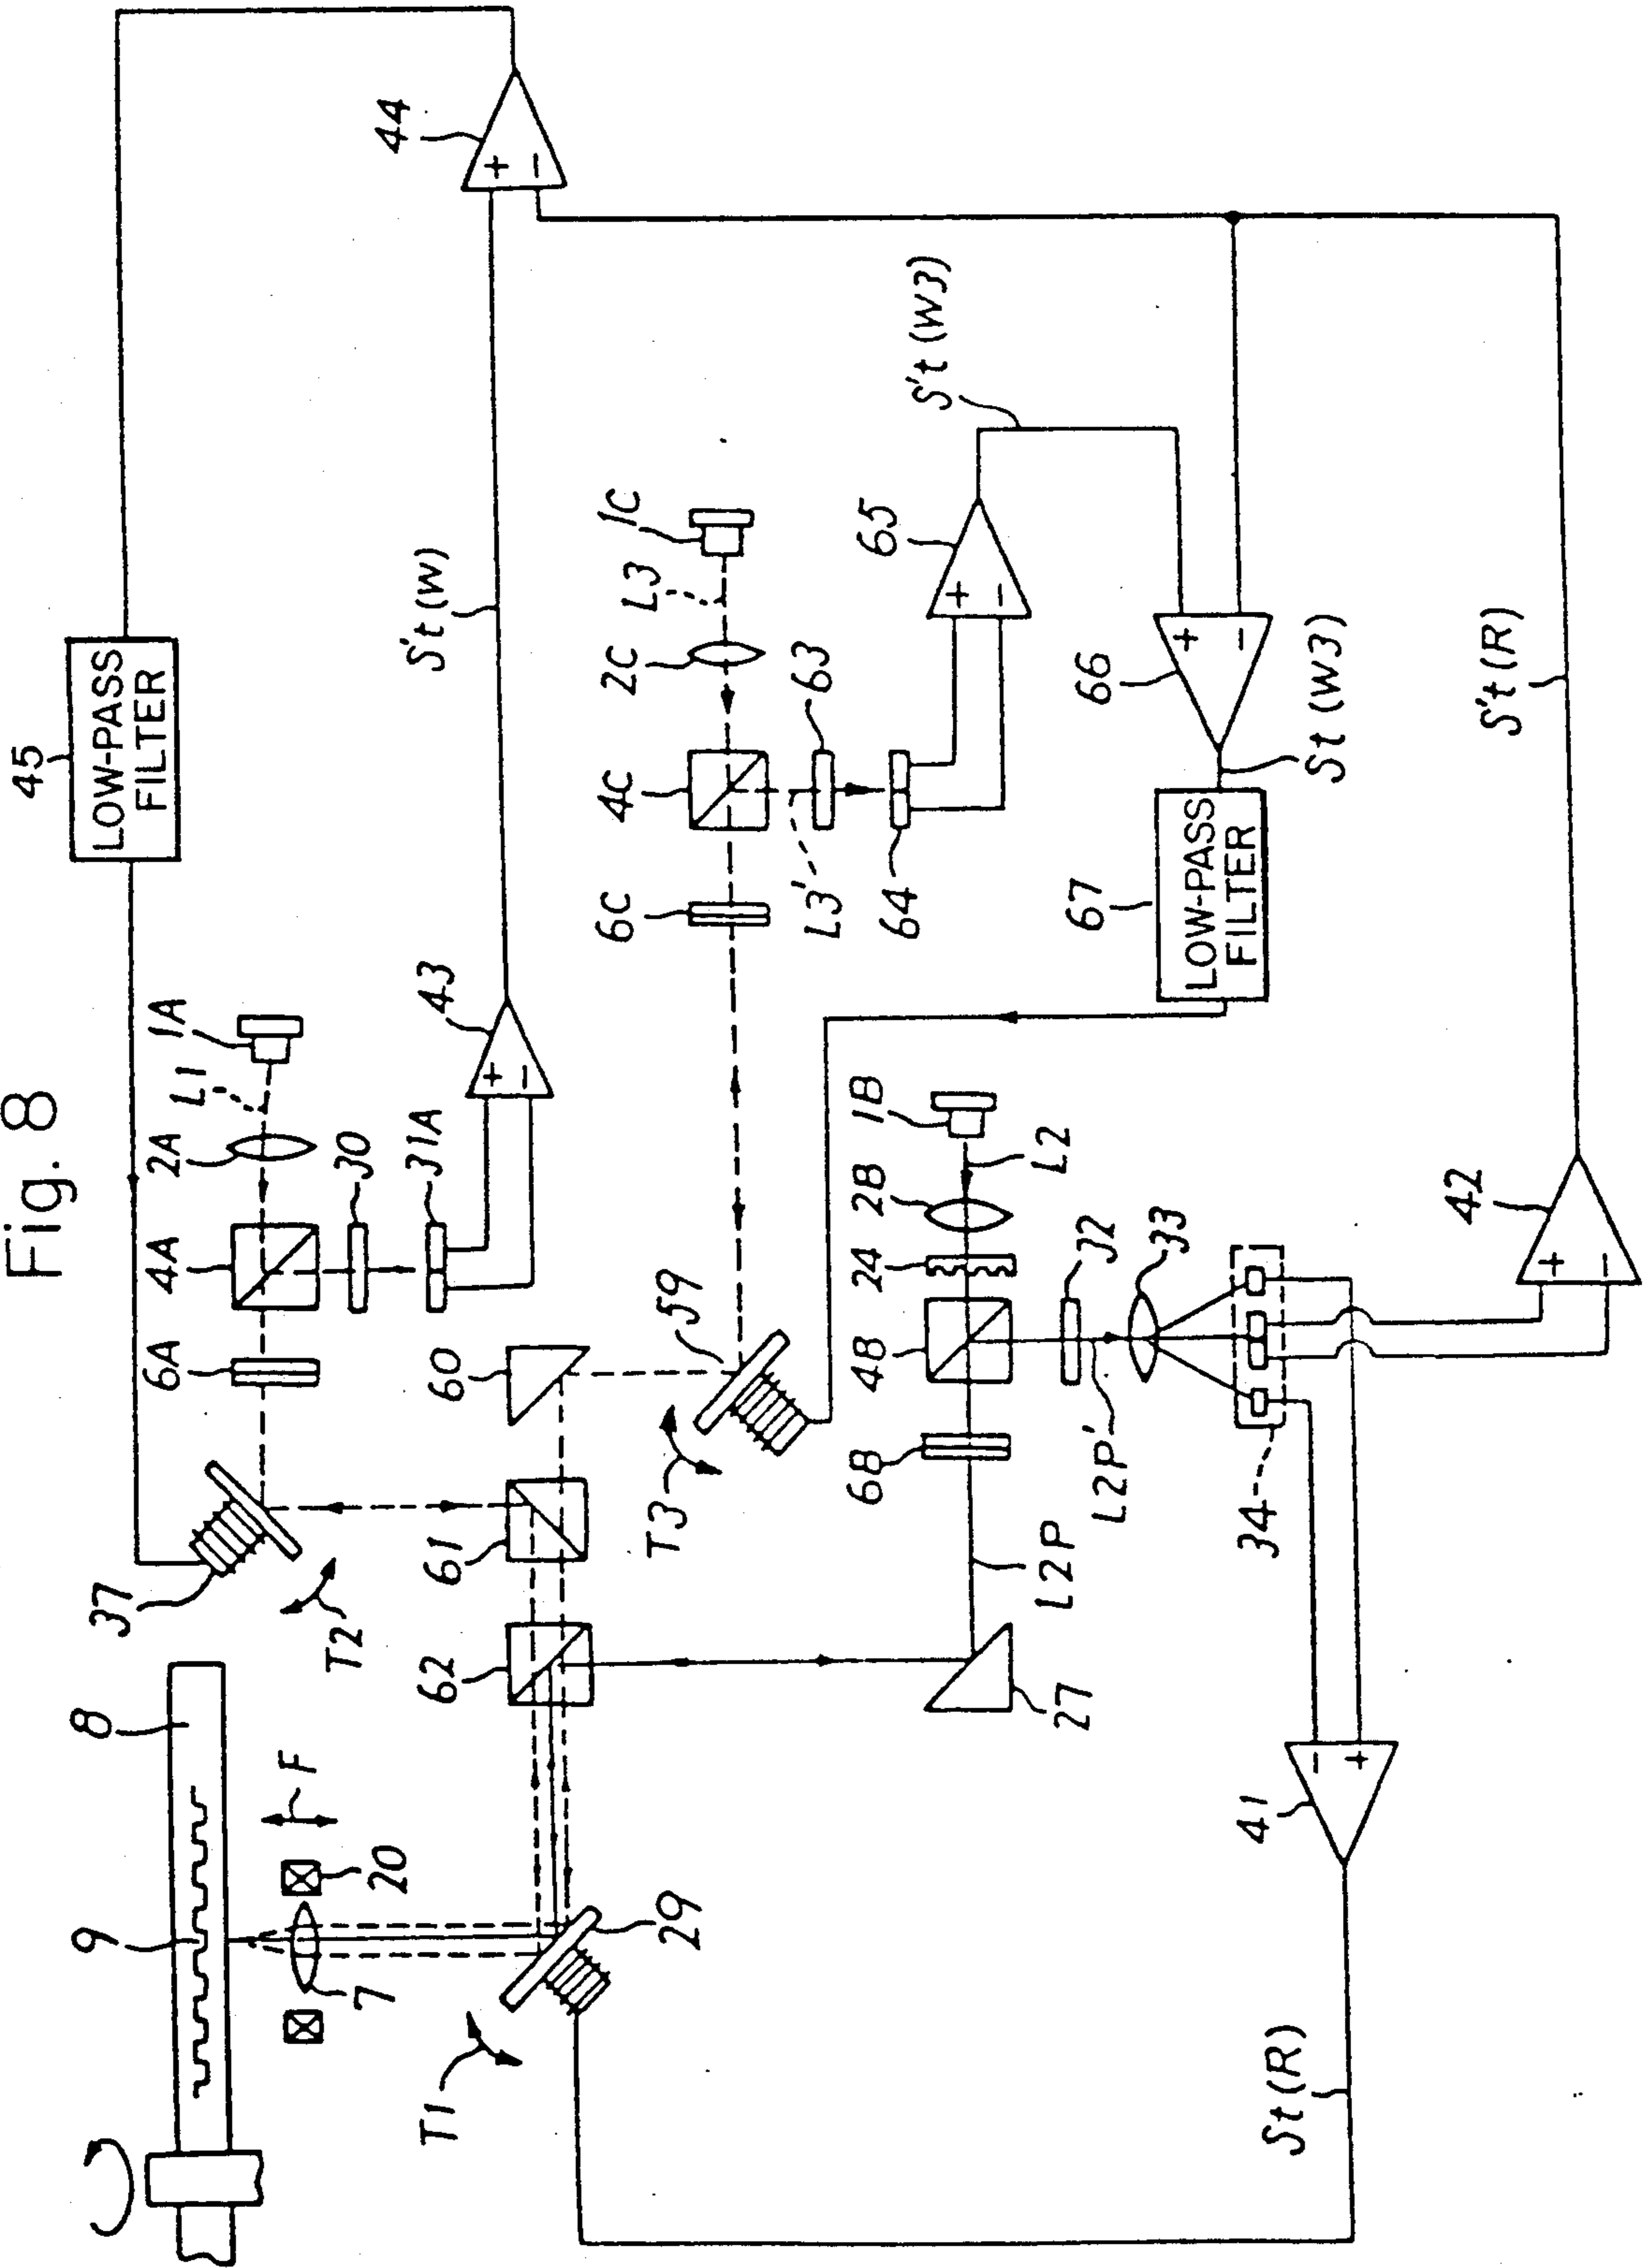 Fig. 8
45
LOW-PASS
FILTER
44
+
−
S't (W)
43
+
−
1A
L1
2A
4A
30
31A
6A
37
T2
8
9
F
20
7
T1
29
62
61
60
59
T3
6C
4C
2C
L3
1C
L3'
63
64
65
+
−
S't (W3)
66
+
−
St (W3)
67
LOW-PASS
FILTER
1B
L2
2B
24
4B
6B
32
33
L2P'
L2P
27
34
42
+
−
S't (R)
41
−
+
St (R)